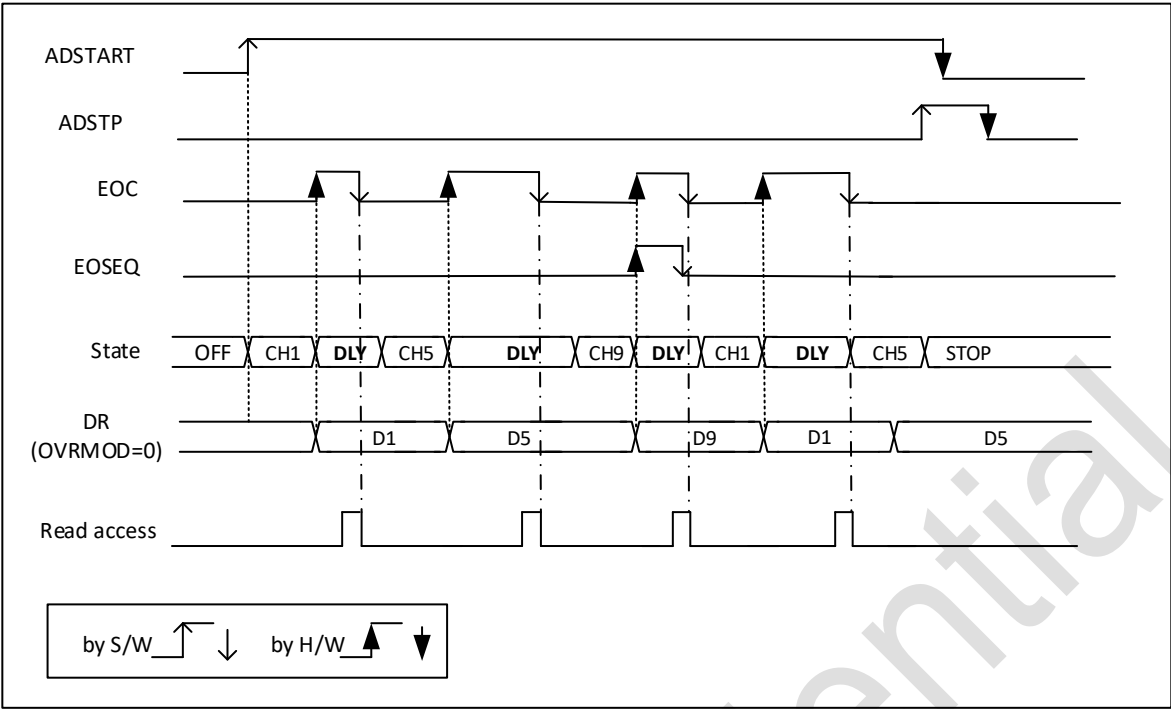 ADSTART
ADSTP
EOC
EOSEQ
State OFF CH1 DLY CH5 DLY CH9 DLY CH1 DLY CH5 STOP
DR
(OVRMOD=0) D1 D5 D9 D1 D5
Read access
by S/W by H/W
ential